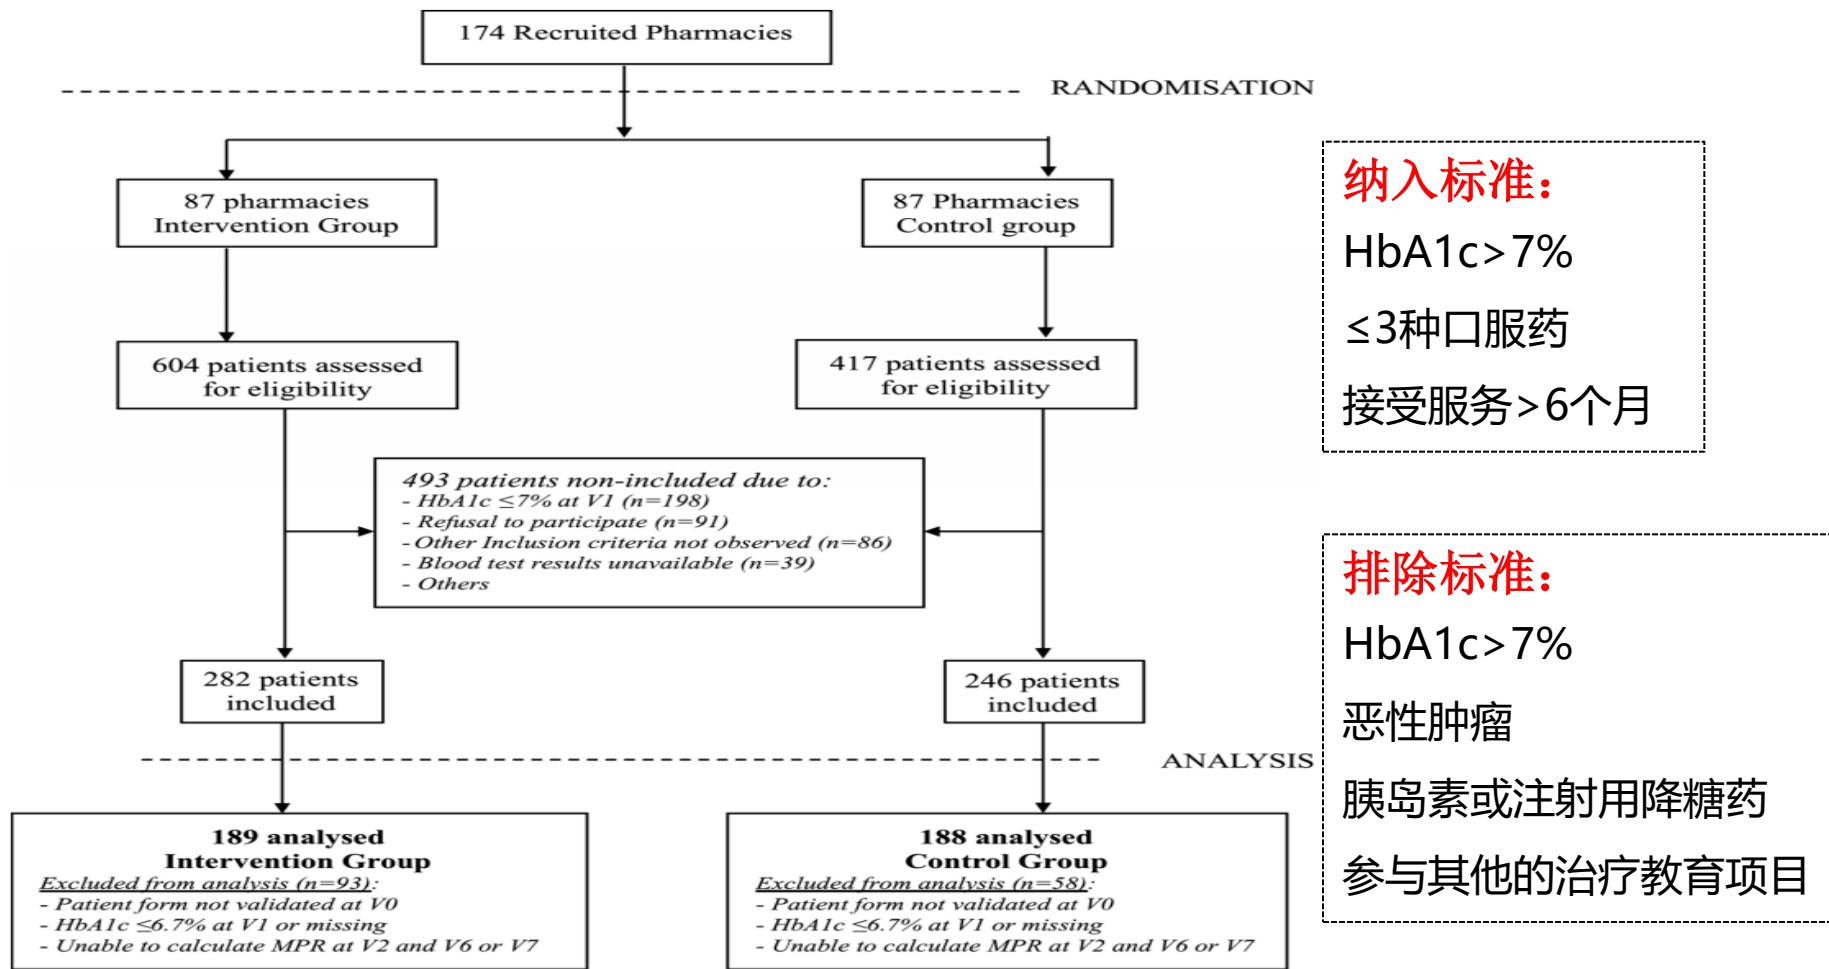 174 Recruited Pharmacies
RANDOMISATION
87 pharmacies
Intervention Group
87 Pharmacies
Control group
604 patients assessed
for eligibility
417 patients assessed
for eligibility
493 patients non-included due to:
- HbA1c ≤7% at V1 (n=198)
- Refusal to participate (n=91)
- Other Inclusion criteria not observed (n=86)
- Blood test results unavailable (n=39)
- Others
282 patients
included
246 patients
included
ANALYSIS
189 analysed
Intervention Group
Excluded from analysis (n=93):
- Patient form not validated at V0
- HbA1c ≤6.7% at V1 or missing
- Unable to calculate MPR at V2 and V6 or V7
188 analysed
Control Group
Excluded from analysis (n=58):
- Patient form not validated at V0
- HbA1c ≤6.7% at V1 or missing
- Unable to calculate MPR at V2 and V6 or V7
纳入标准：
HbA1c>7%
≤3种口服药
接受服务>6个月
排除标准：
HbA1c>7%
恶性肿瘤
胰岛素或注射用降糖药
参与其他的治疗教育项目